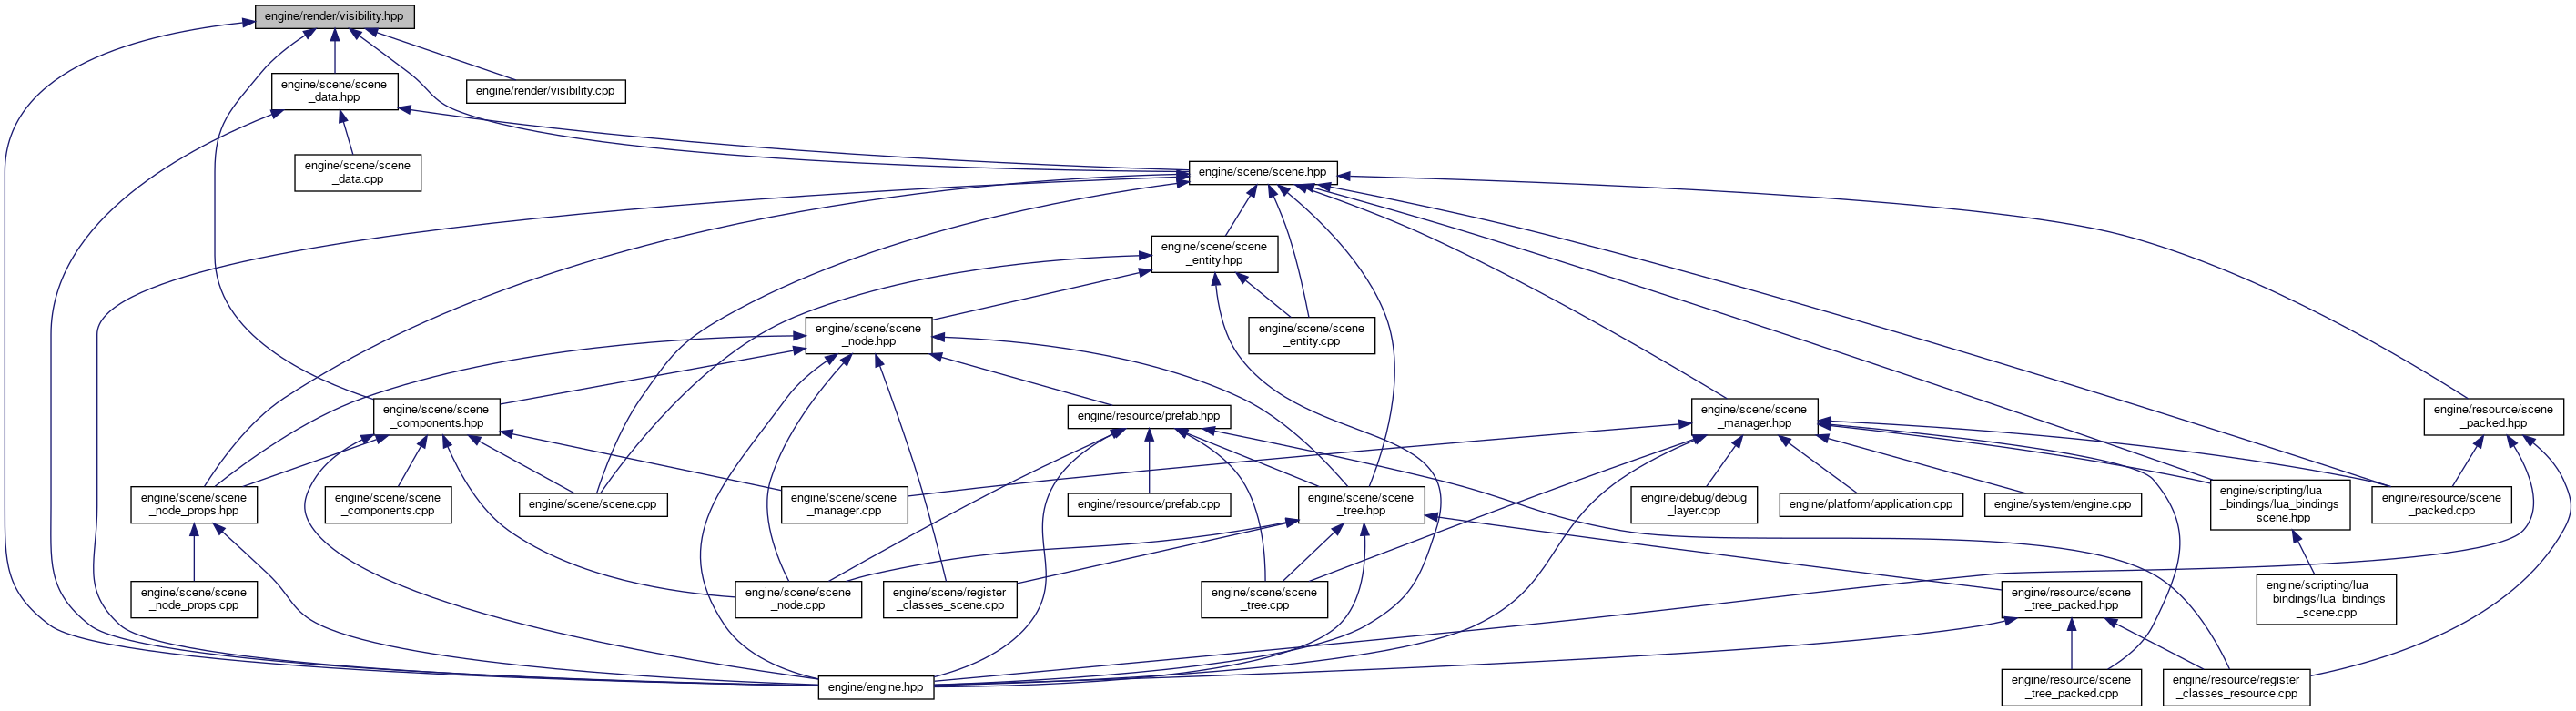 engine/render/visibility.hpp
engine/scene/scene
_data.hpp
engine/render/visibility.cpp
engine/scene/scene
_data.cpp
engine/scene/scene.hpp
engine/scene/scene
_entity.hpp
engine/scene/scene
_node.hpp
engine/scene/scene
_entity.cpp
engine/scene/scene
_components.hpp
engine/resource/prefab.hpp
engine/scene/scene
_manager.hpp
engine/resource/scene
_packed.hpp
engine/scene/scene
_node_props.hpp
engine/scene/scene
_components.cpp
engine/scene/scene.cpp
engine/scene/scene
_manager.cpp
engine/resource/prefab.cpp
engine/scene/scene
_tree.hpp
engine/debug/debug
_layer.cpp
engine/platform/application.cpp
engine/system/engine.cpp
engine/scripting/lua
_bindings/lua_bindings
_scene.hpp
engine/resource/scene
_packed.cpp
engine/scene/scene
_node_props.cpp
engine/scene/scene
_node.cpp
engine/scene/register
_classes_scene.cpp
engine/scene/scene
_tree.cpp
engine/resource/scene
_tree_packed.hpp
engine/scripting/lua
_bindings/lua_bindings
_scene.cpp
engine/engine.hpp
engine/resource/scene
_tree_packed.cpp
engine/resource/register
_classes_resource.cpp